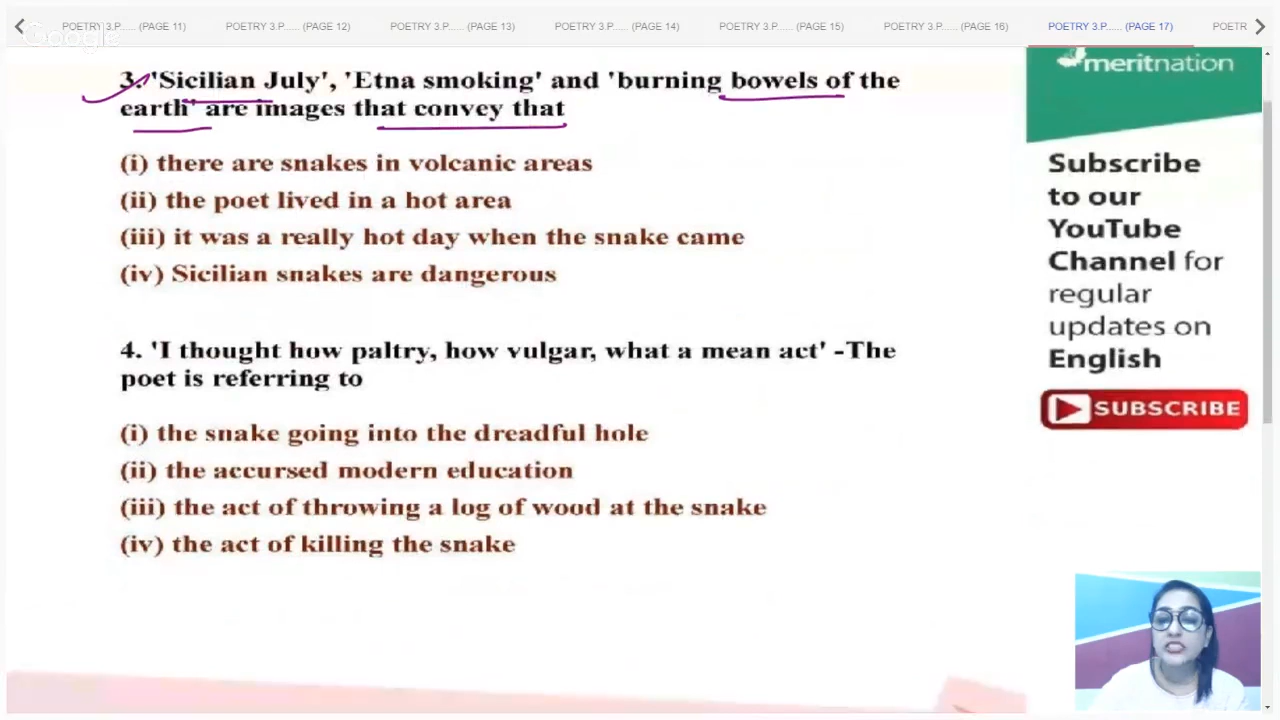 POETRY 3.P...... (PAGE 11) POETRY 3.P...... (PAGE 12) POETRY 3.P...... (PAGE 13) POETRY 3.P...... (PAGE 14) POETRY 3.P...... (PAGE 15) POETRY 3.P...... (PAGE 16) POETRY 3.P...... (PAGE 17) POETR
Google
3. 'Sicilian July', 'Etna smoking' and 'burning bowels of the
earth' are images that convey that
(i) there are snakes in volcanic areas
(ii) the poet lived in a hot area
(iii) it was a really hot day when the snake came
(iv) Sicilian snakes are dangerous
4. 'I thought how paltry, how vulgar, what a mean act' -The
poet is referring to
(i) the snake going into the dreadful hole
(ii) the accursed modern education
(iii) the act of throwing a log of wood at the snake
(iv) the act of killing the snake
meritnation
Subscribe
to our
YouTube
Channel for
regular
updates on
English
SUBSCRIBE